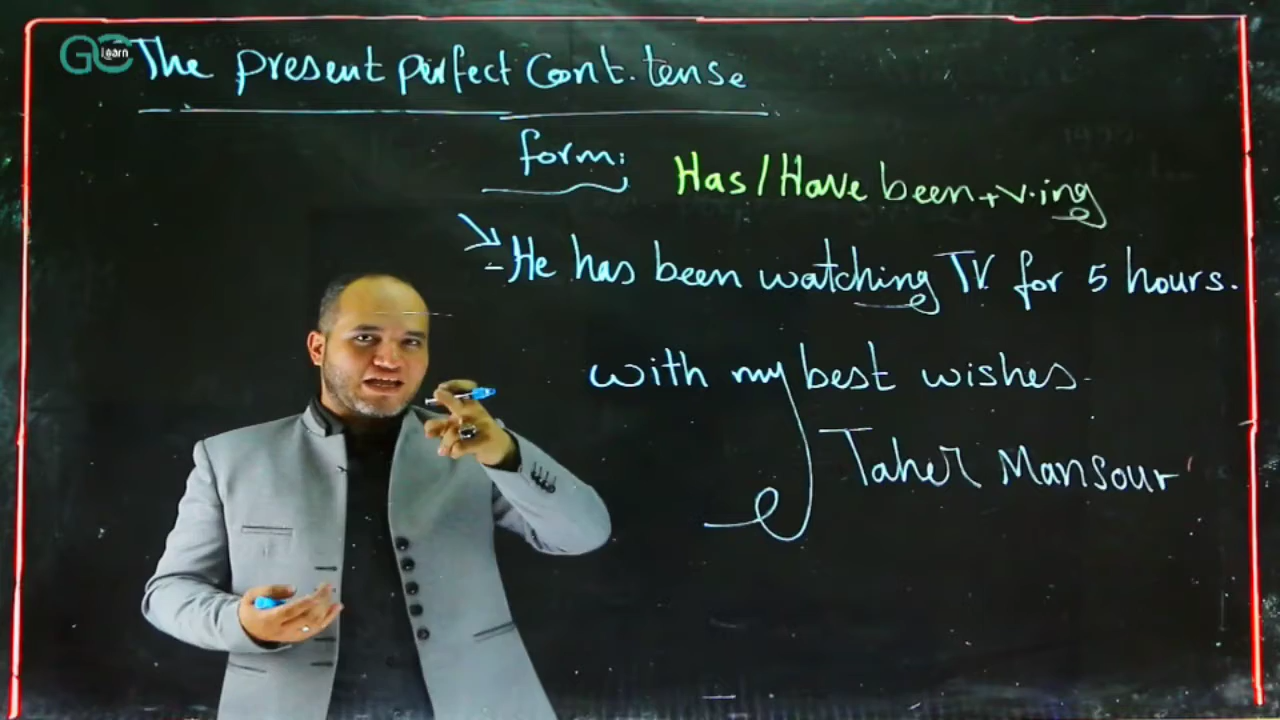 GO Learn
The present perfect Cont. tense
form:
Has / Have been + v.ing
- He has been watching TV for 5 hours.
with my best wishes.
Taher Mansour